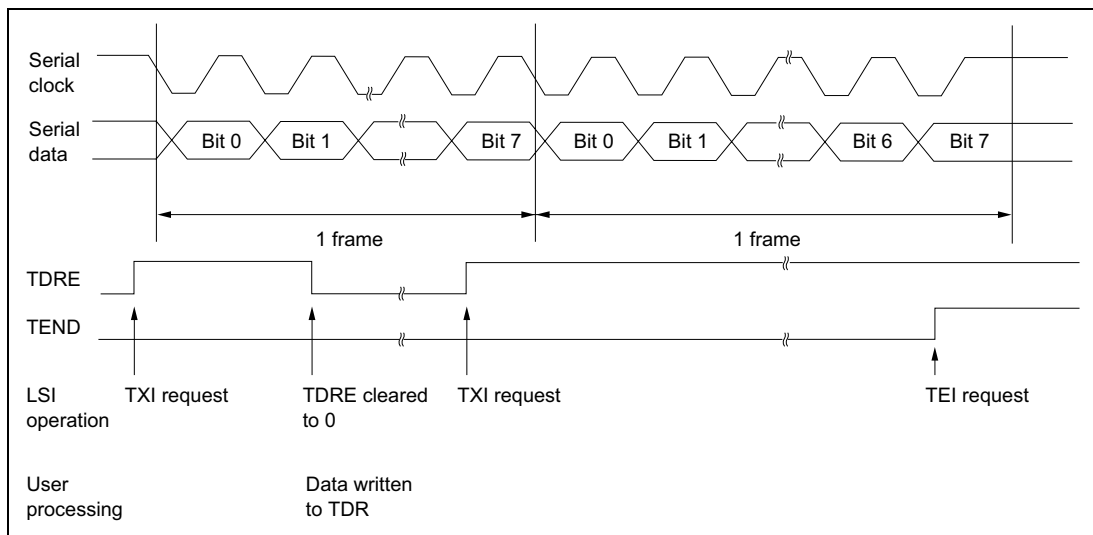 Serial
clock
Serial
data
Bit 0
Bit 1
Bit 7
Bit 0
Bit 1
Bit 6
Bit 7
1 frame
1 frame
TDRE
TEND
LSI
operation
TXI request
TDRE cleared
to 0
TXI request
TEI request
User
processing
Data written
to TDR